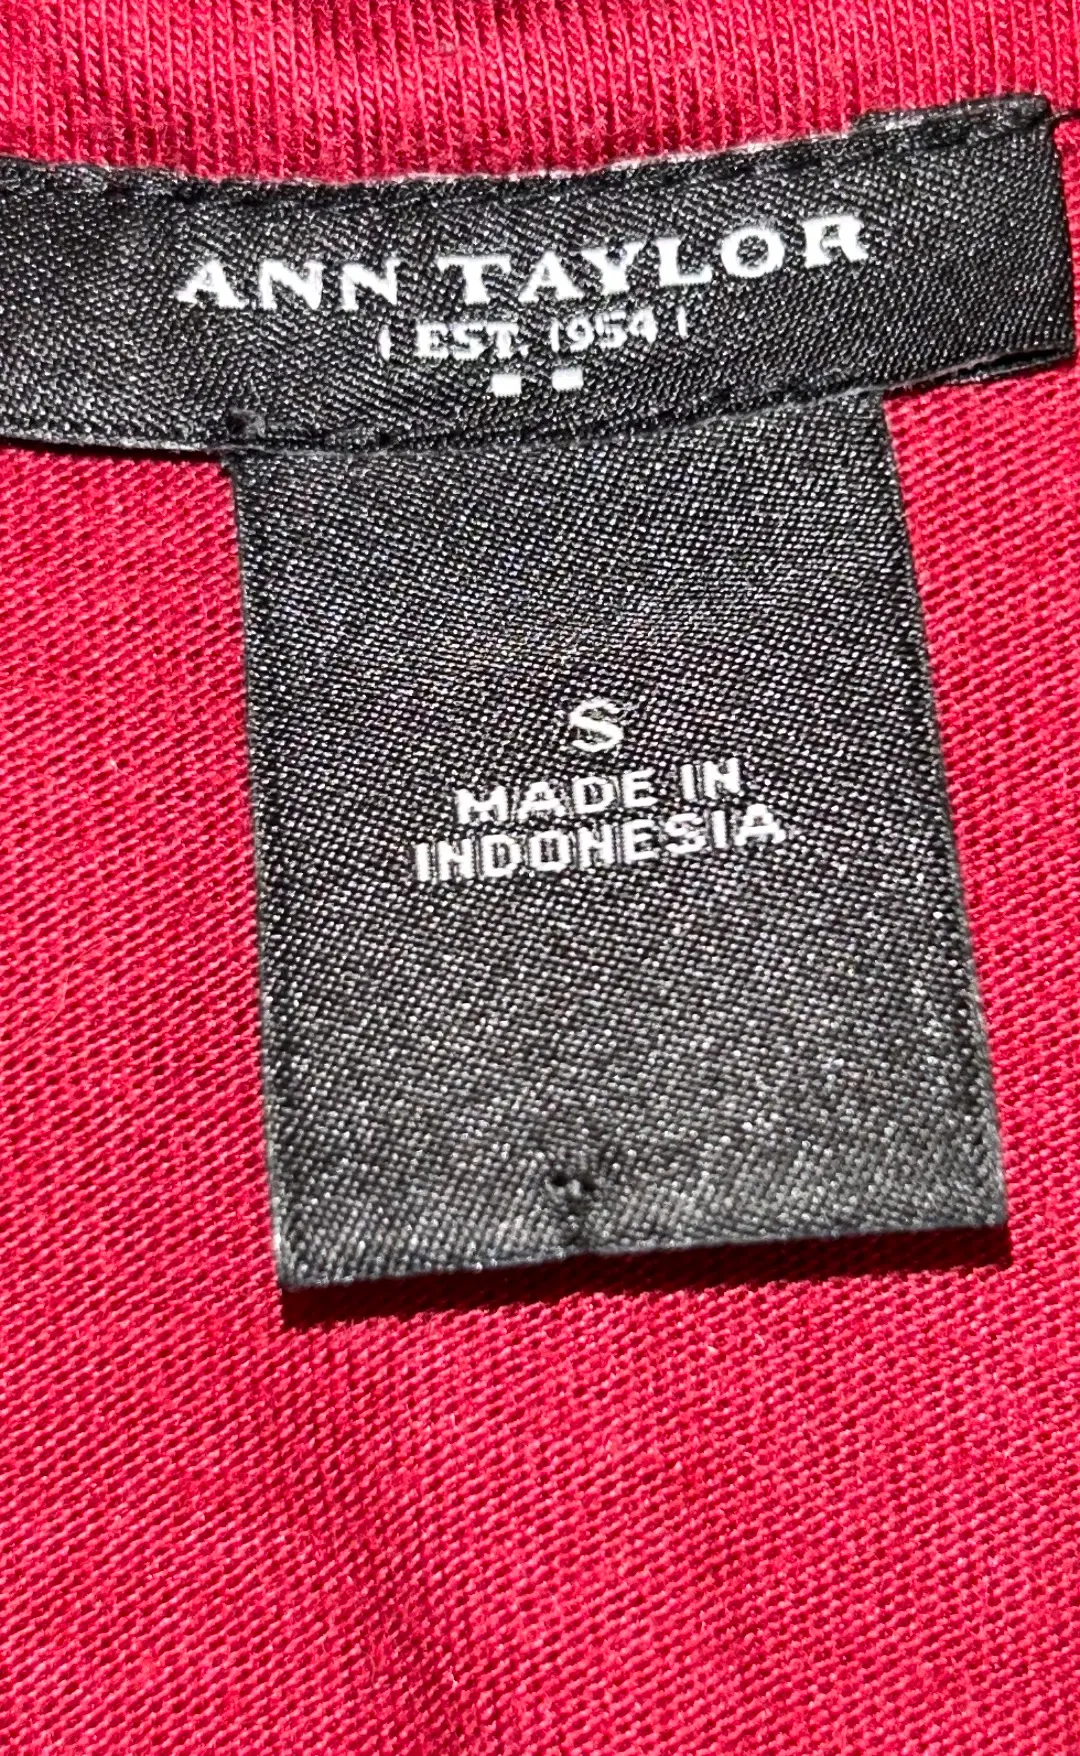 ANN TAYLOR
EST. 1954
S
MADE IN
INDONESIA